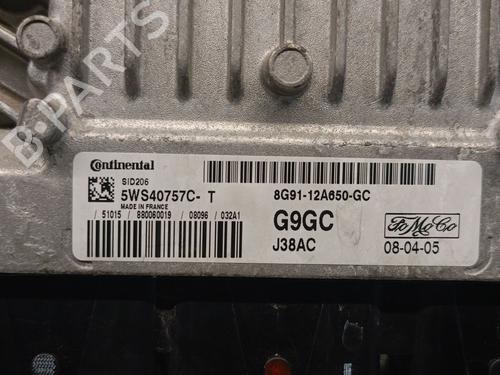 B-PARTS
Continental
SID206
5WS40757C- T
MADE IN FRANCE
/ 51015 / 880060019 / 08096 / 032A1
8G91-12A650-GC
G9GC
J38AC
FoMoCo
08-04-05